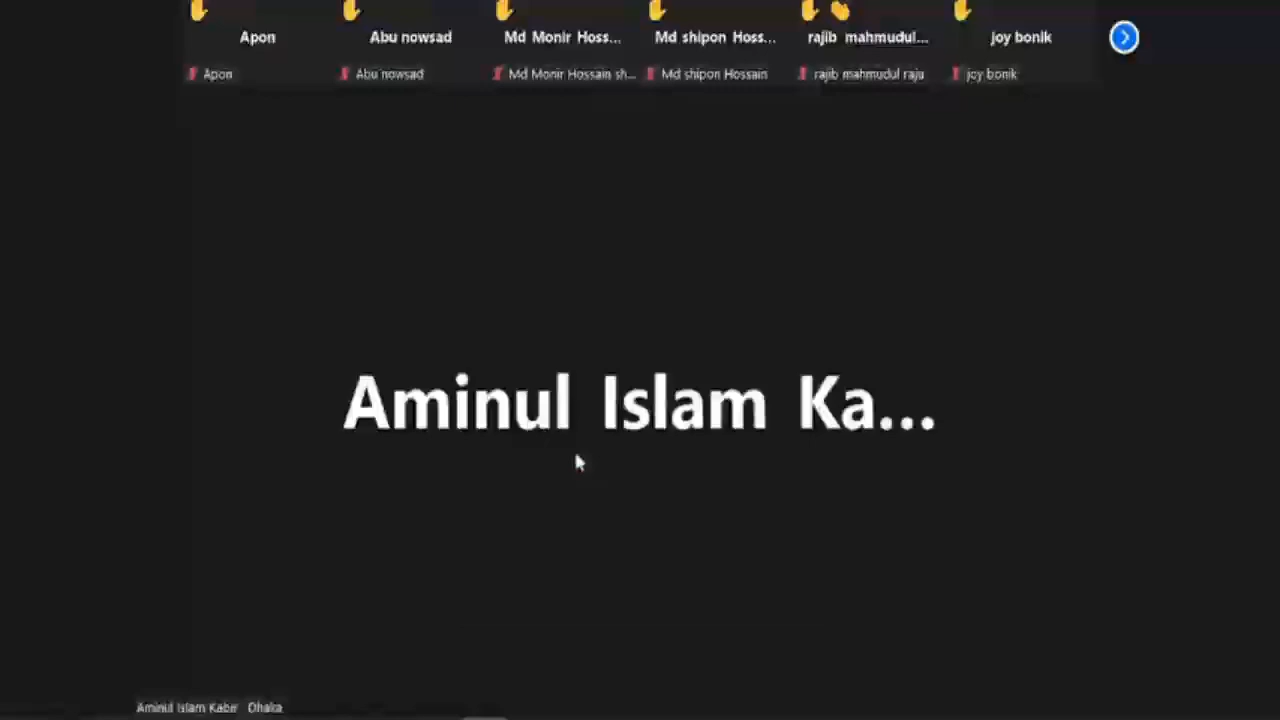 Apon Abu nowsad Md Monir Hoss... Md shipon Hoss... rajib mahmudul... joy bonik
Apon Abu nowsad Md Monir Hossain sh... Md shipon Hossain rajib mahmudul raju joy bonik
Aminul Islam Ka...
Aminul Islam Kabir Dhaka